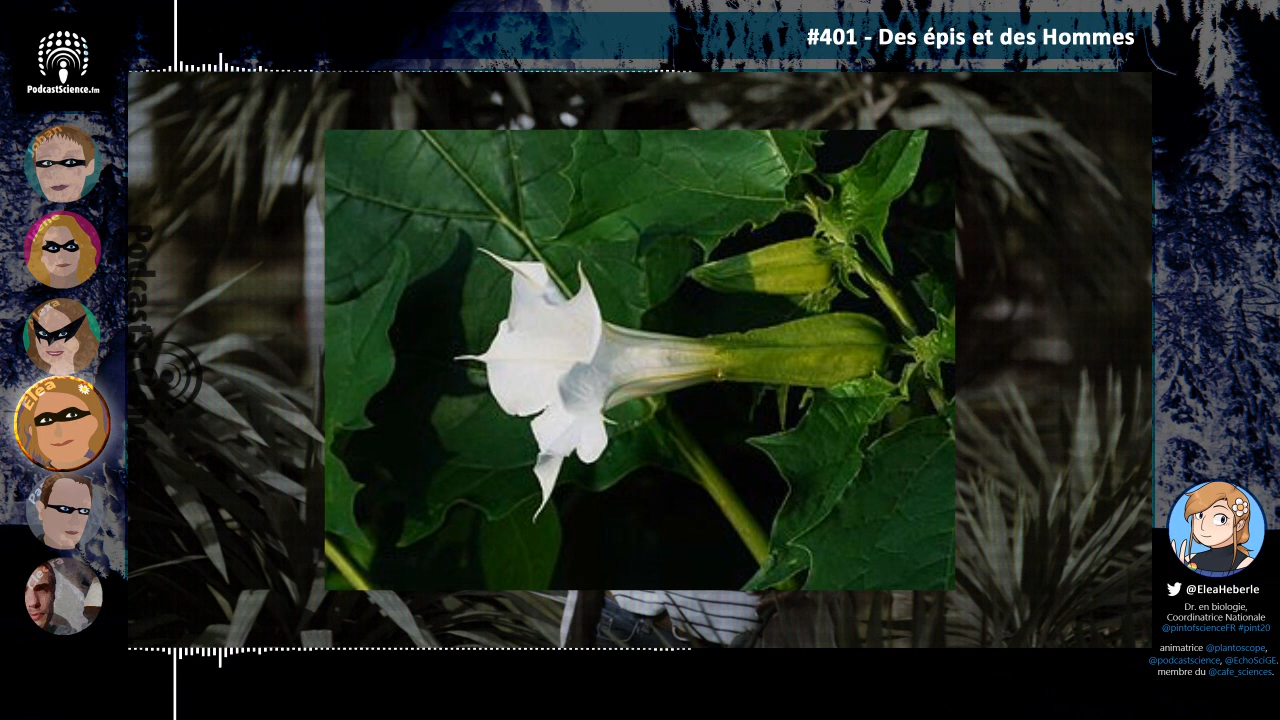 #401 - Des épis et des Hommes
PodcastScience.fm
Eléa
@EleaHeberle
Dr. en biologie,
Coordinatrice Nationale
@pintofscienceFR #pint20
animatrice @plantoscope,
@podcastscience, @EchoSciGE.
membre du @cafe_sciences.